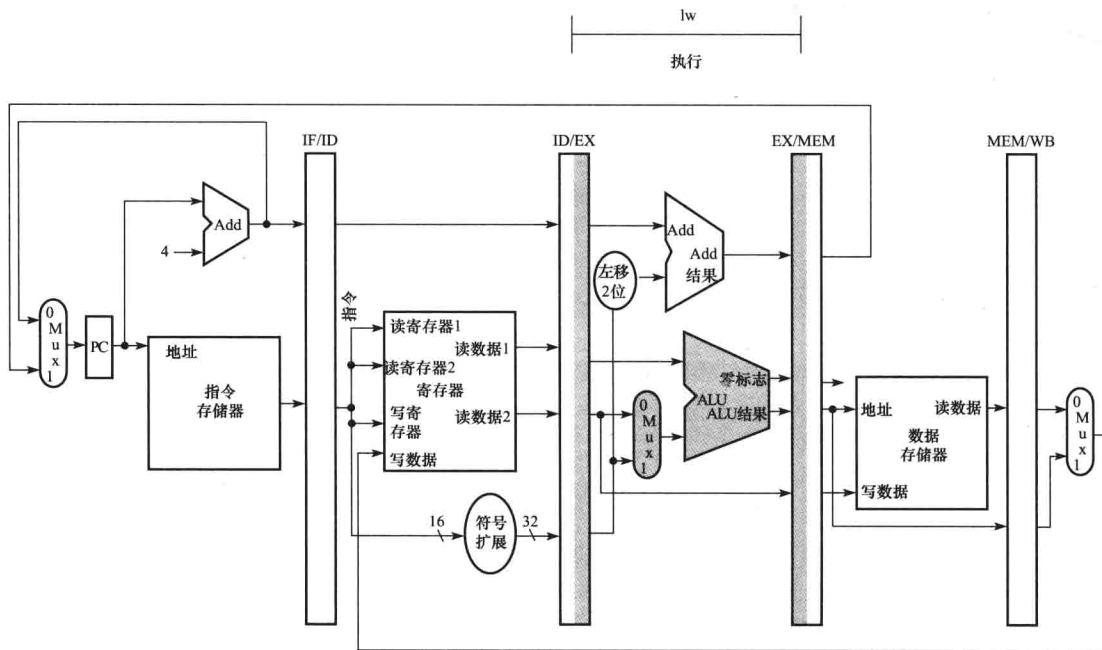 lw
执行
IF/ID
ID/EX
EX/MEM
MEM/WB
Add
4
Add
Add
结果
左移
2位
0
M
u
x
1
PC
地址
指令
存储器
指令
读寄存器1
读数据1
读寄存器2
寄存器
写寄
存器
读数据2
写数据
16
符号
扩展
32
0
M
u
x
1
零标志
ALU
ALU结果
地址
读数据
数据
存储器
写数据
0
M
u
x
1